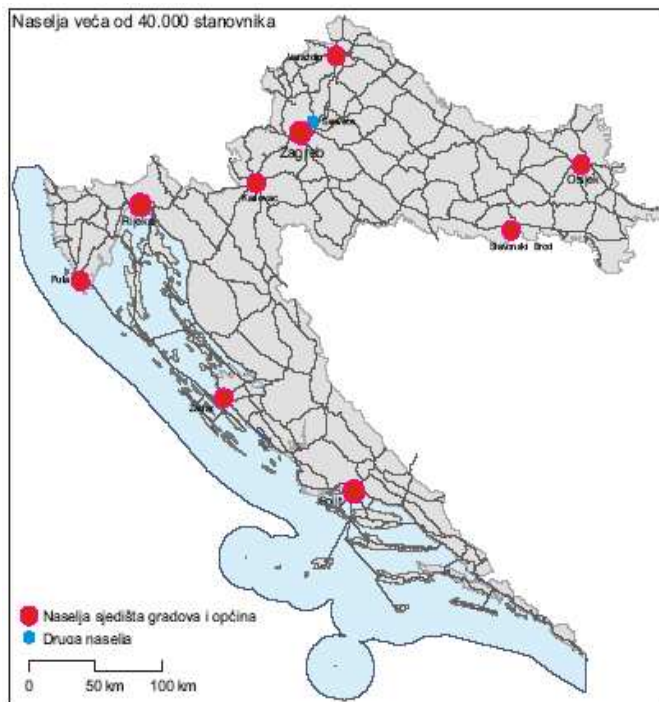 Naselja veća od 40.000 stanovnika
Varaždin
Sesvete
Zagreb
Osijek
Karlovac
Rijeka
Slavonski Brod
Pula
Zadar
Split
Naselja sjedišta gradova i općina
Druga naselja
0 50 km 100 km